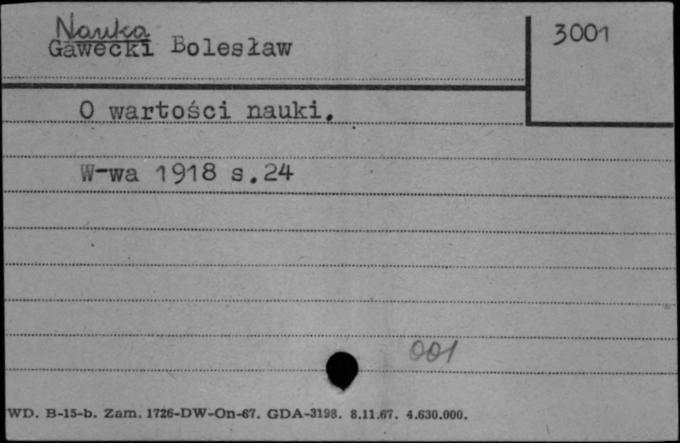 Nauka
3001
Gawecki Bolesław
O wartości nauki.
W-wa 1918 s.24
001
WD. B-15-b. Zam. 1726-DW-On-67. GDA-3198. 8.11.67. 4.630.000.